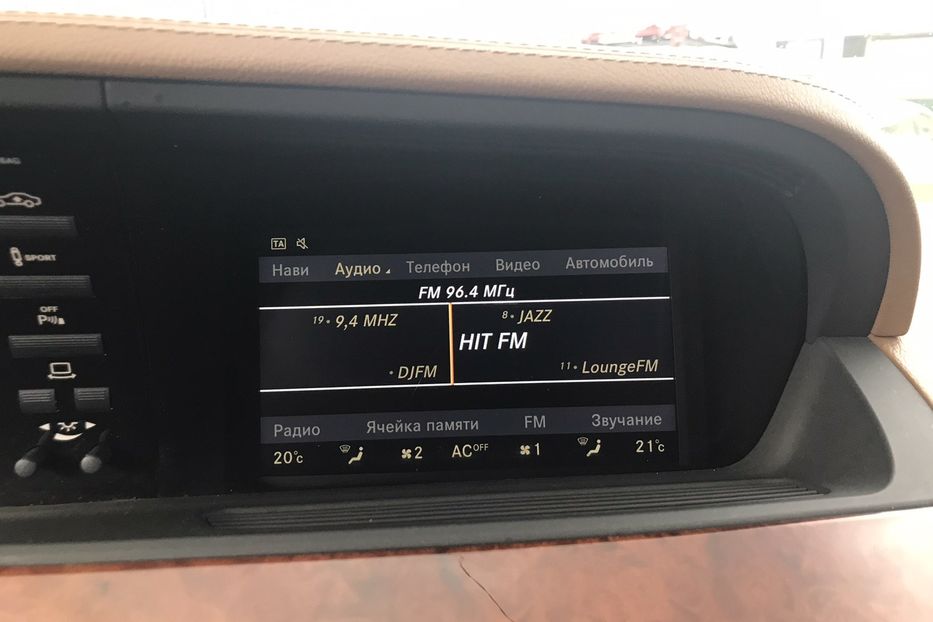 TA
Нави Аудио Телефон Видео Автомобиль
FM 96.4 МГц
19• 9,4 MHZ 8• JAZZ
HIT FM
• DJFM 11• LoungeFM
Радио Ячейка памяти FM Звучание
20°C 2 AC OFF 1 21°C
SPORT
OFF
P